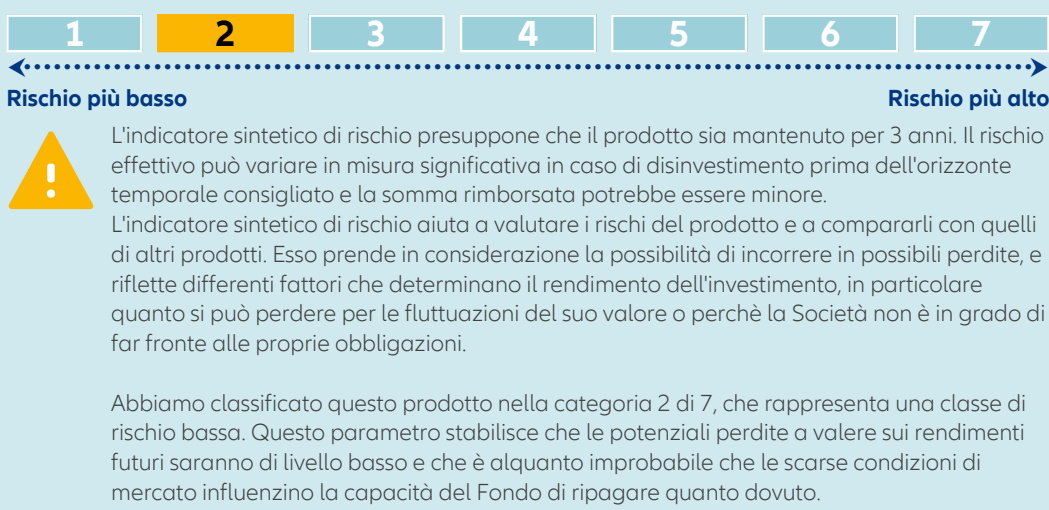 1 2 3 4 5 6 7
Rischio più basso Rischio più alto
L'indicatore sintetico di rischio presuppone che il prodotto sia mantenuto per 3 anni. Il rischio
effettivo può variare in misura significativa in caso di disinvestimento prima dell'orizzonte
temporale consigliato e la somma rimborsata potrebbe essere minore.
L'indicatore sintetico di rischio aiuta a valutare i rischi del prodotto e a compararli con quelli
di altri prodotti. Esso prende in considerazione la possibilità di incorrere in possibili perdite, e
riflette differenti fattori che determinano il rendimento dell'investimento, in particolare
quanto si può perdere per le fluttuazioni del suo valore o perchè la Società non è in grado di
far fronte alle proprie obbligazioni.
Abbiamo classificato questo prodotto nella categoria 2 di 7, che rappresenta una classe di
rischio bassa. Questo parametro stabilisce che le potenziali perdite a valere sui rendimenti
futuri saranno di livello basso e che è alquanto improbabile che le scarse condizioni di
mercato influenzino la capacità del Fondo di ripagare quanto dovuto.